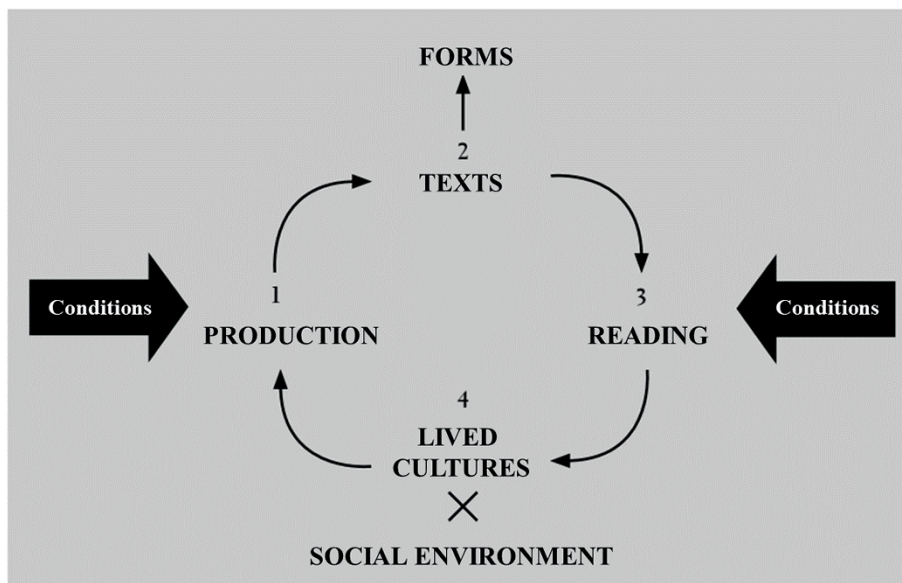 FORMS
2
TEXTS
Conditions
1
3
Conditions
PRODUCTION
READING
4
LIVED
CULTURES
SOCIAL ENVIRONMENT